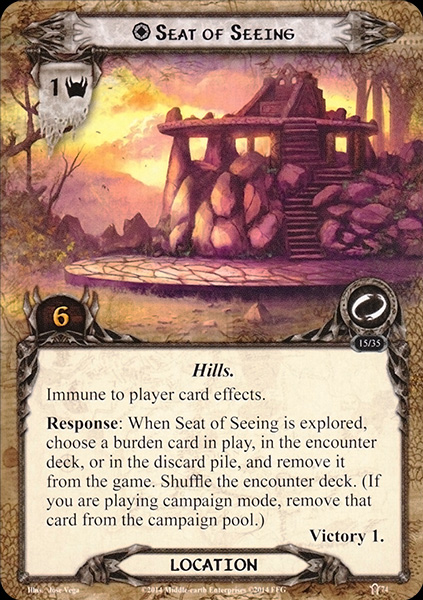 SEAT OF SEEING
1
6
15/35
Hills.
Immune to player card effects.
Response: When Seat of Seeing is explored,
choose a burden card in play, in the encounter
deck, or in the discard pile, and remove it
from the game. Shuffle the encounter deck. (If
you are playing campaign mode, remove that
card from the campaign pool.)
Victory 1.
LOCATION
Illus. Jose Vega
©2014 Middle-earth Enterprises ©2014 FFG
74